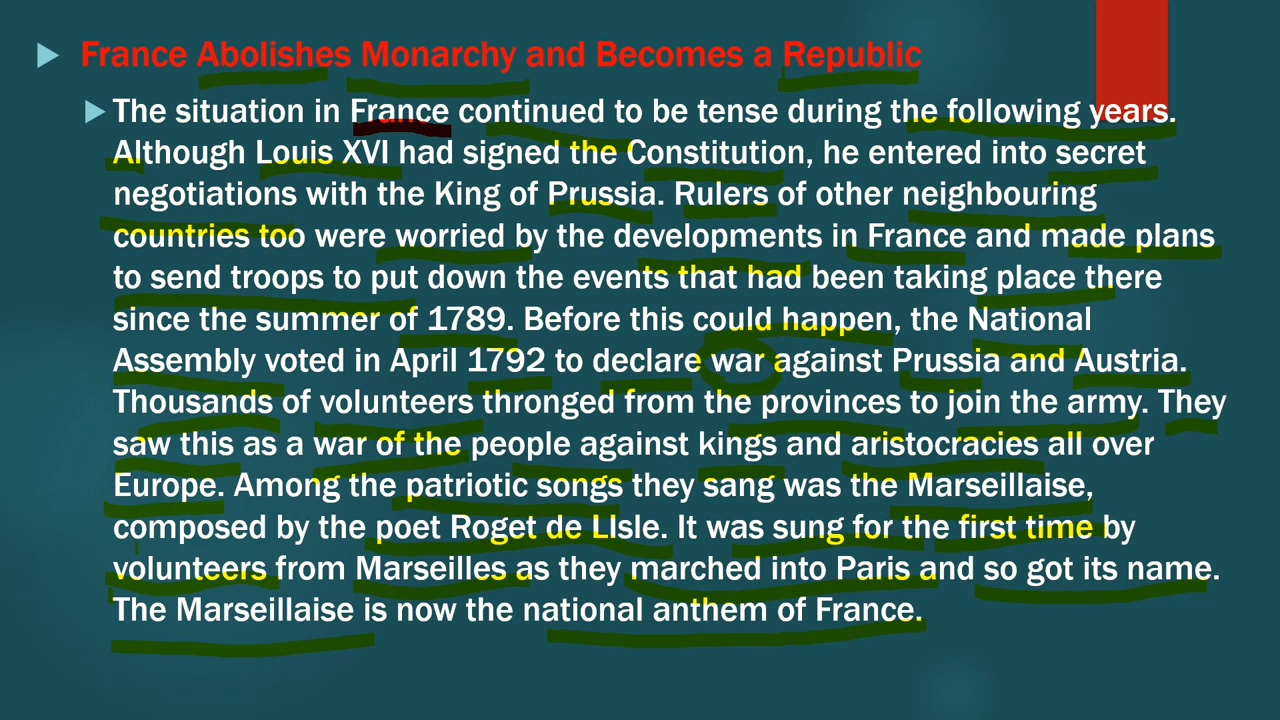 France Abolishes Monarchy and Becomes a Republic
The situation in France continued to be tense during the following years.
Although Louis XVI had signed the Constitution, he entered into secret
negotiations with the King of Prussia. Rulers of other neighbouring
countries too were worried by the developments in France and made plans
to send troops to put down the events that had been taking place there
since the summer of 1789. Before this could happen, the National
Assembly voted in April 1792 to declare war against Prussia and Austria.
Thousands of volunteers thronged from the provinces to join the army. They
saw this as a war of the people against kings and aristocracies all over
Europe. Among the patriotic songs they sang was the Marseillaise,
composed by the poet Roget de LIsle. It was sung for the first time by
volunteers from Marseilles as they marched into Paris and so got its name.
The Marseillaise is now the national anthem of France.